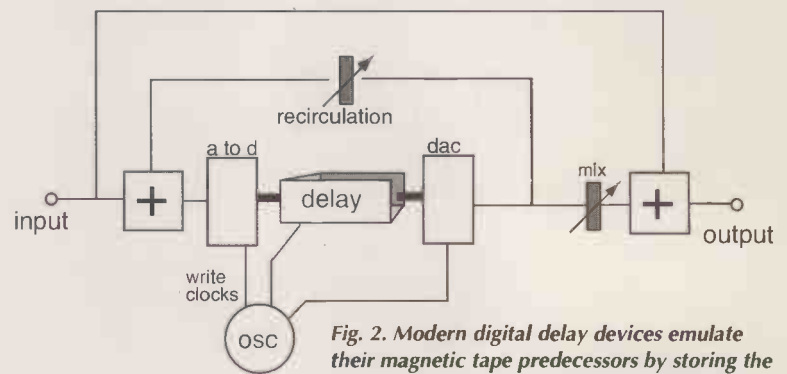 recirculation
a to d
dac
mix
+
delay
+
input
output
write
clocks
osc
Fig. 2. Modern digital delay devices emulate
their magnetic tape predecessors by storing the